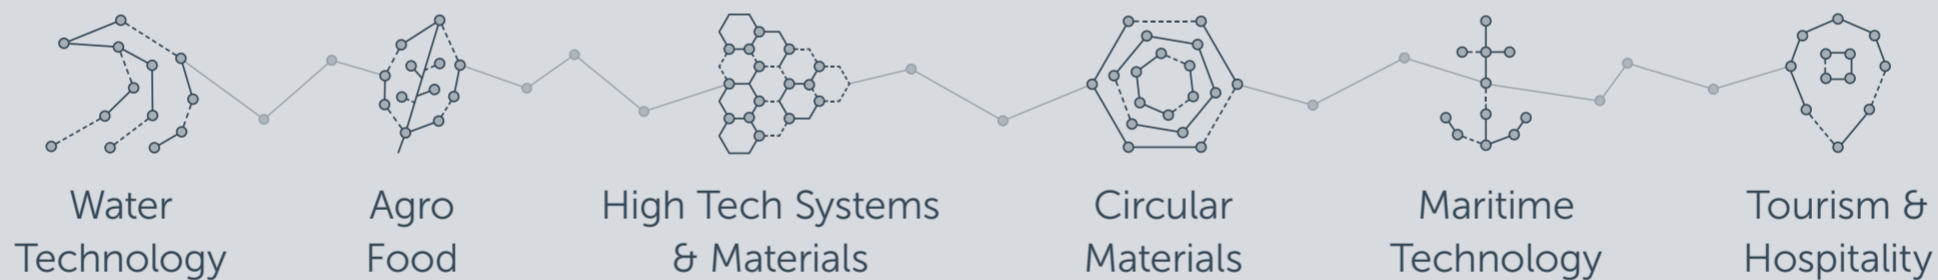 Water
Technology
Agro
Food
High Tech Systems
& Materials
Circular
Materials
Maritime
Technology
Tourism &
Hospitality